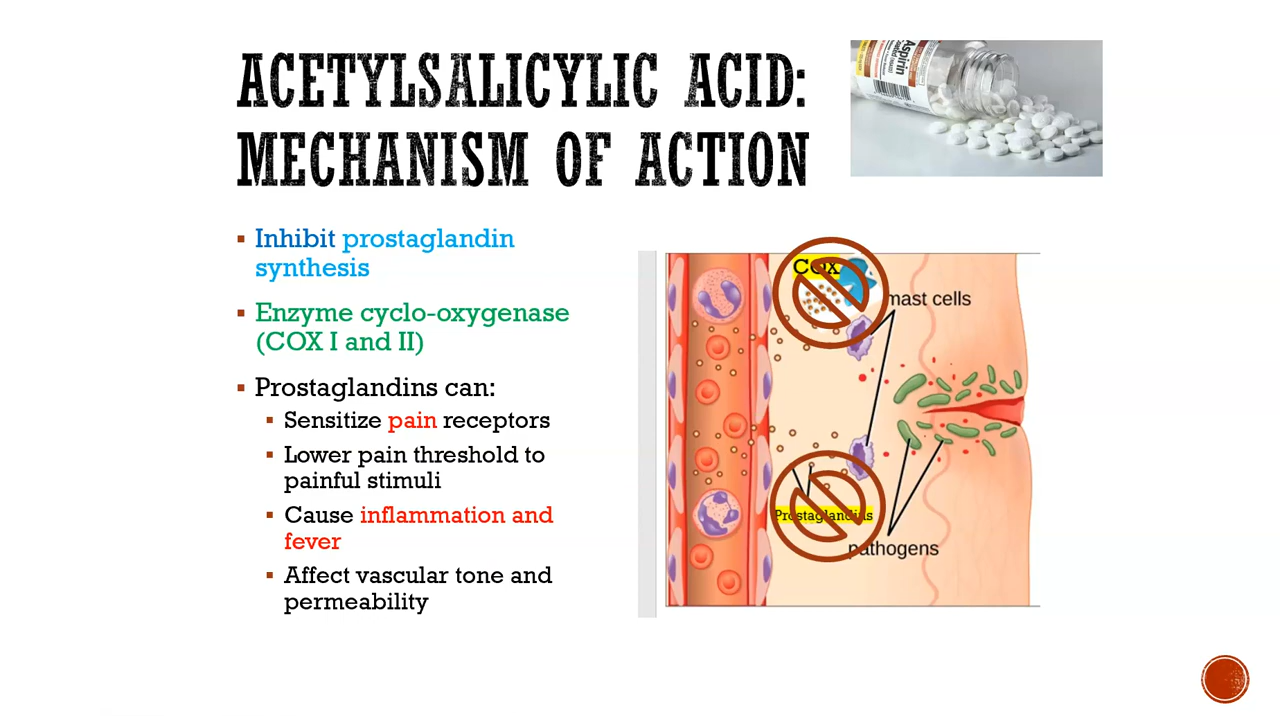 ACETYLSALICYLIC ACID:
MECHANISM OF ACTION
Aspirin
Inhibit prostaglandin
synthesis
Enzyme cyclo-oxygenase
(COX I and II)
Prostaglandins can:
Sensitize pain receptors
Lower pain threshold to
painful stimuli
Cause inflammation and
fever
Affect vascular tone and
permeability
COX
mast cells
Prostaglandins
pathogens